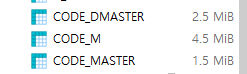 CODE_DMASTER 2.5 MiB
CODE_M 4.5 MiB
CODE_MASTER 1.5 MiB